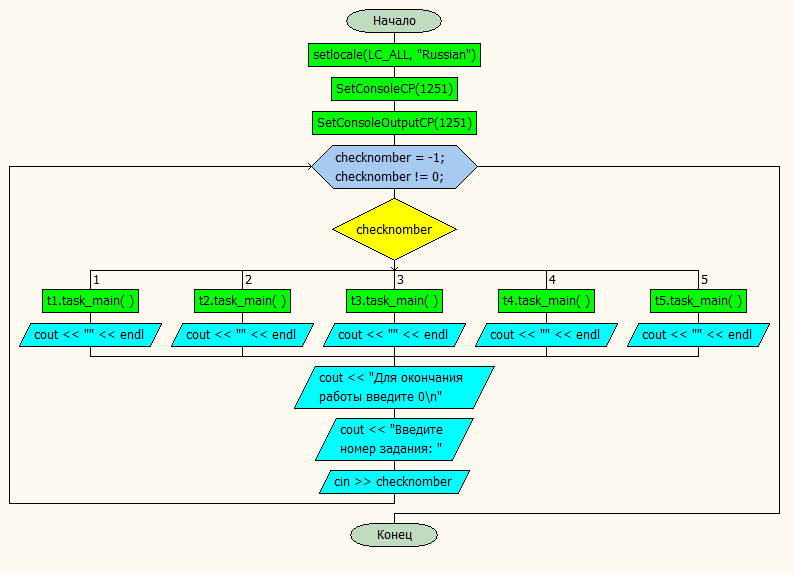 Начало
setlocale(LC_ALL, "Russian")
SetConsoleCP(1251)
SetConsoleOutputCP(1251)
checknomber = -1;
checknomber != 0;
checknomber
1 2 3 4 5
t1.task_main( ) t2.task_main( ) t3.task_main( ) t4.task_main( ) t5.task_main( )
cout << "" << endl cout << "" << endl cout << "" << endl cout << "" << endl cout << "" << endl
cout << "Для окончания
работы введите 0\n"
cout << "Введите
номер задания: "
cin >> checknomber
Конец